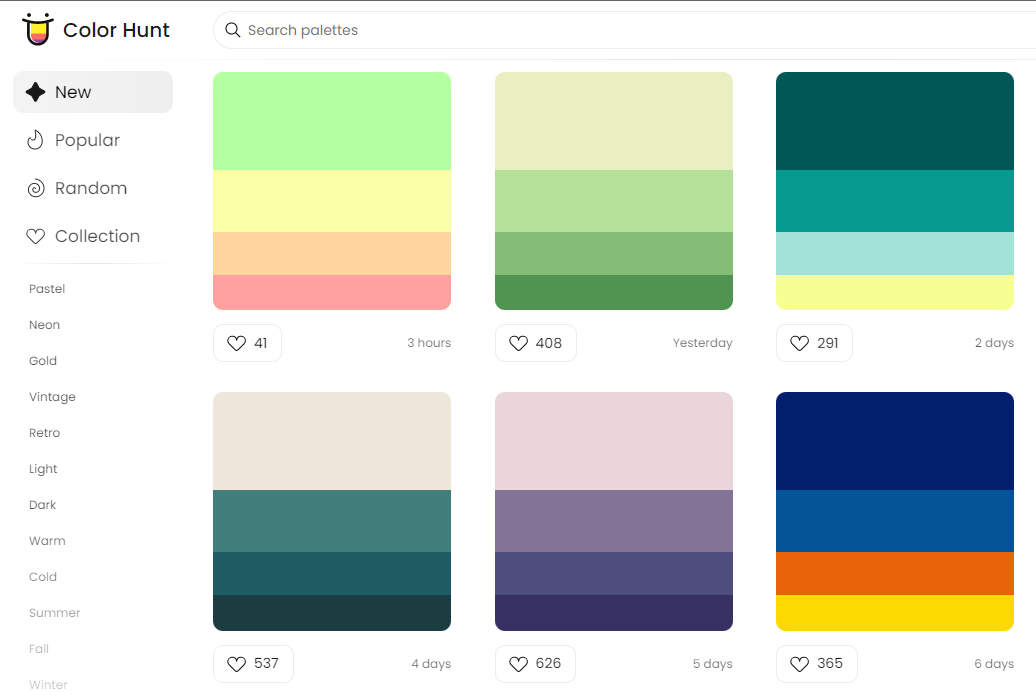 Color Hunt
Search palettes
New
Popular
Random
Collection
Pastel
Neon
Gold
Vintage
Retro
Light
Dark
Warm
Cold
Summer
Fall
Winter
41
3 hours
408
Yesterday
291
2 days
537
4 days
626
5 days
365
6 days